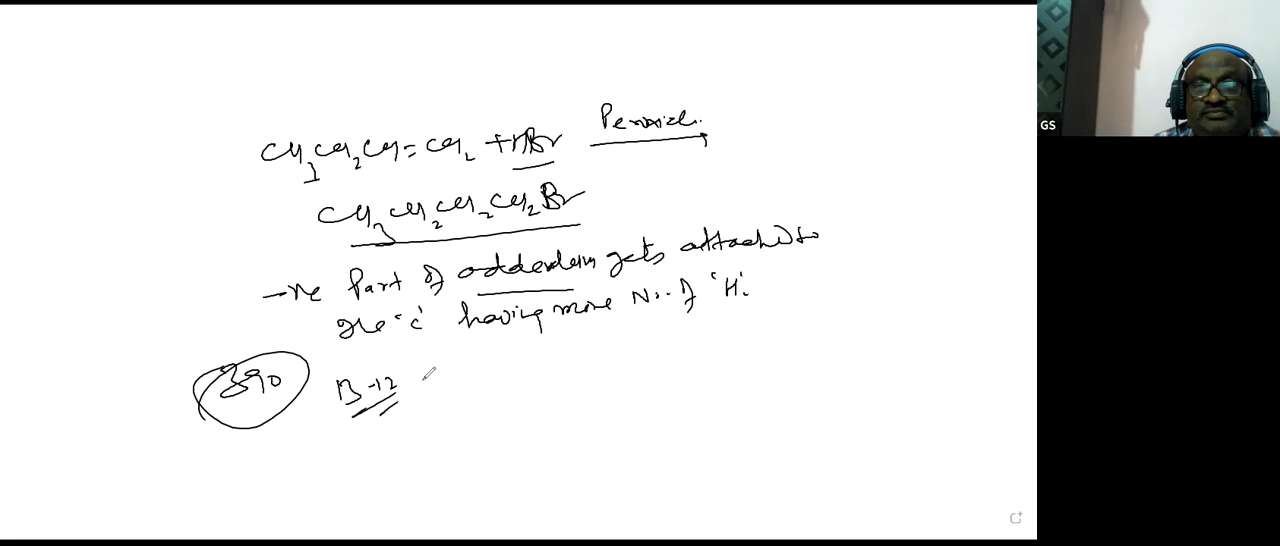 CH3CH2CH=CH2 + HBr Peroxide
CH3CH2CH2CH2Br
-ve Part of addendum gets attached to
the 'C' having more No. of 'H'.
390 B-12
GS